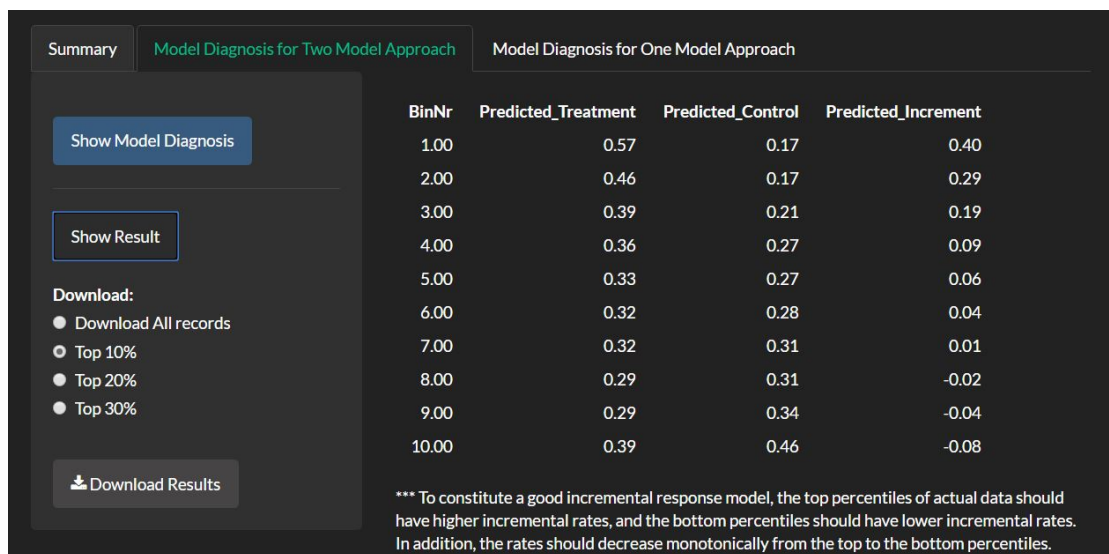 Summary
Model Diagnosis for Two Model Approach
Model Diagnosis for One Model Approach
Show Model Diagnosis
Show Result
Download:
Download All records
Top 10%
Top 20%
Top 30%
Download Results
BinNr Predicted_Treatment Predicted_Control Predicted_Increment
1.00 0.57 0.17 0.40
2.00 0.46 0.17 0.29
3.00 0.39 0.21 0.19
4.00 0.36 0.27 0.09
5.00 0.33 0.27 0.06
6.00 0.32 0.28 0.04
7.00 0.32 0.31 0.01
8.00 0.29 0.31 -0.02
9.00 0.29 0.34 -0.04
10.00 0.39 0.46 -0.08
*** To constitute a good incremental response model, the top percentiles of actual data should
have higher incremental rates, and the bottom percentiles should have lower incremental rates.
In addition, the rates should decrease monotonically from the top to the bottom percentiles.